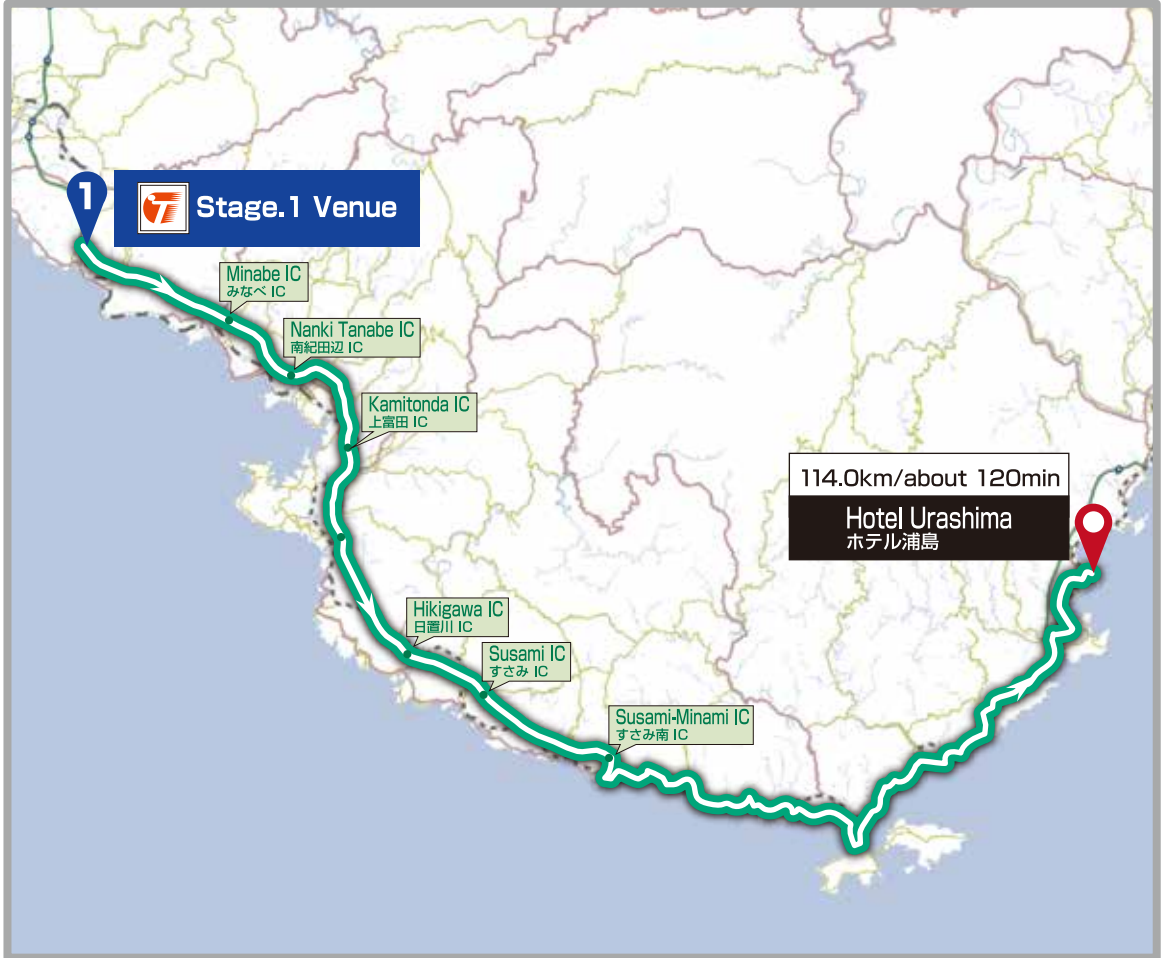 1
Stage.1 Venue
Minabe IC
みなべ IC
Nanki Tanabe IC
南紀田辺 IC
Kamitonda IC
上富田 IC
114.0km/about 120min
Hotel Urashima
ホテル浦島
Hikigawa IC
日置川 IC
Susami IC
すさみ IC
Susami-Minami IC
すさみ南 IC